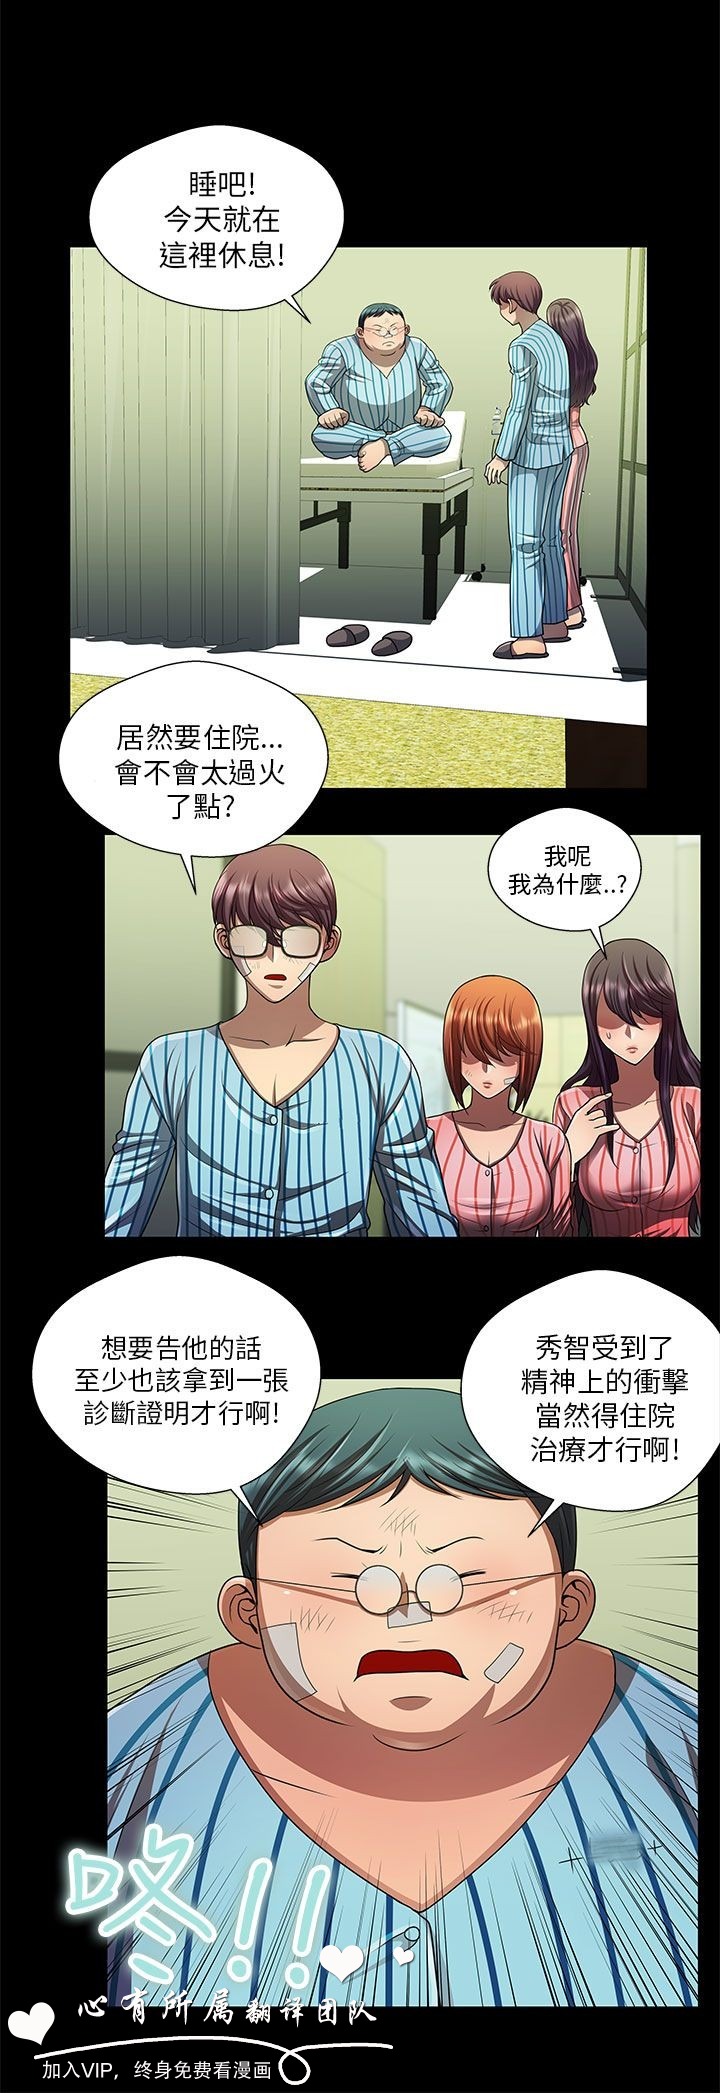 睡吧!
今天就在
這裡休息!
居然要住院...
會不會太過火
了點?
我呢
我為什麼..?
想要告他的話
至少也該拿到一張
診斷證明才行啊!
秀智受到了
精神上的衝擊
當然得住院
治療才行啊!
咚!!
心有所属翻译团队
加入VIP，终身免费看漫画